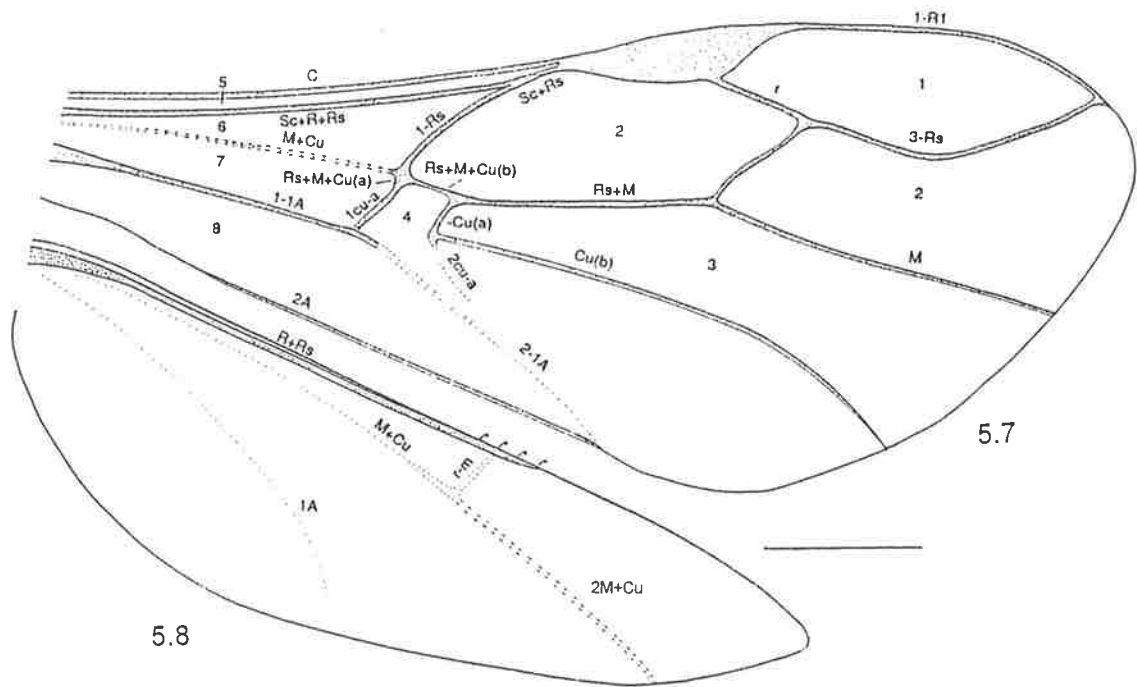 1-R1
5
C
1
r
Sc+Rs
Sc+R+Rs
6
M+Cu
1-Rs
2
3-Rs
7
Rs+M+Cu(a)
Rs+M+Cu(b)
Rs+M
2
1-1A
1cu-a
4
-Cu(a)
8
2cu-a
Cu(b)
3
M
2A
R+Rs
2-1A
5.7
M+Cu
r-m
1A
2M+Cu
5.8